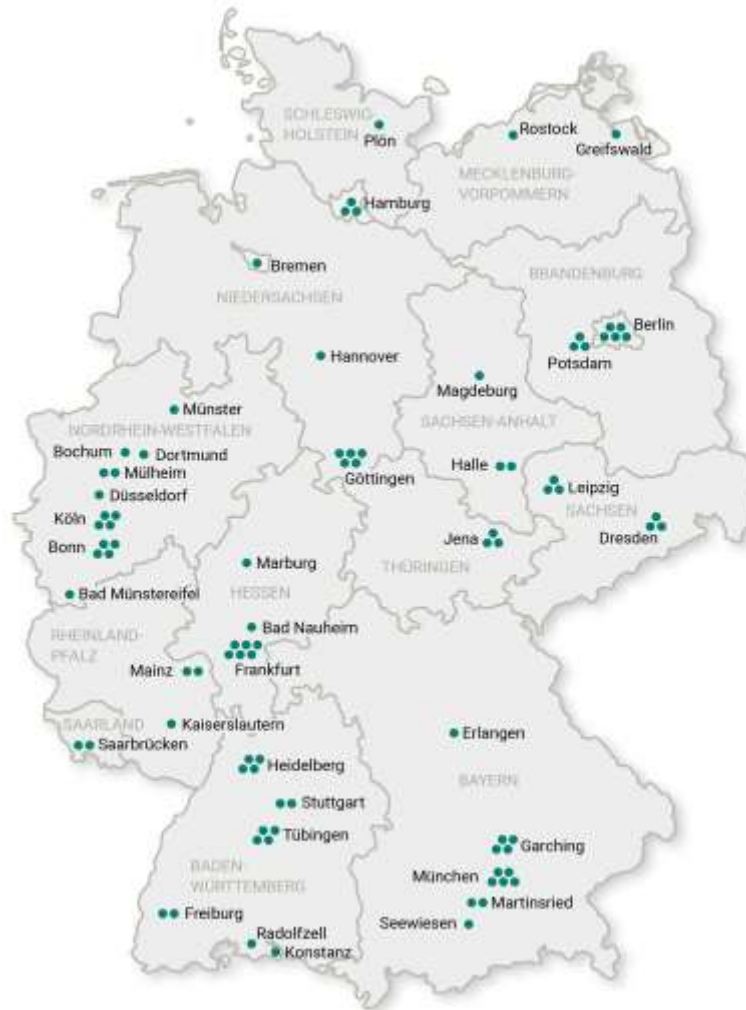 SCHLESWIG-
HOLSTEIN
Plön
Rostock
Greifswald
MECKLENBURG-
VORPOMMERN
Hamburg
Bremen
NIEDERSACHSEN
BRANDENBURG
Berlin
Potsdam
Hannover
Magdeburg
SACHSEN-ANHALT
Münster
NORDRHEIN-WESTFALEN
Bochum
Dortmund
Mülheim
Düsseldorf
Köln
Bonn
Bad Münstereifel
Göttingen
Halle
Leipzig
SACHSEN
Dresden
Jena
THÜRINGEN
Marburg
HESSEN
Bad Nauheim
Frankfurt
RHEINLAND-
PFALZ
Mainz
Kaiserslautern
SAARLAND
Saarbrücken
Erlangen
BAYERN
Heidelberg
Stuttgart
Tübingen
BADEN
WÜRTTEMBERG
Freiburg
Radolfzell
Konstanz
Garching
München
Martinsried
Seewiesen